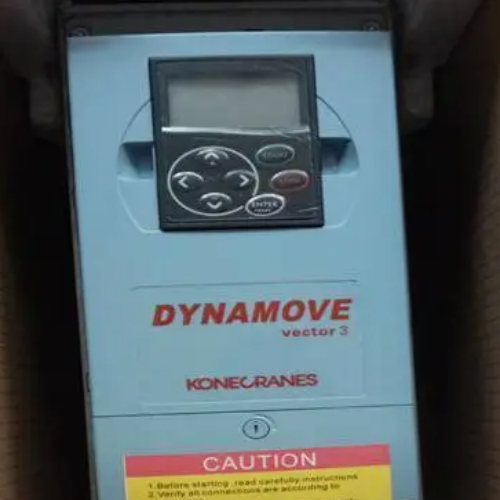 START
ENTER
DYNAMOVE
vector 3
KONECRANES
CAUTION
1. Before starting ,read carefully instructions
2. Verify all connections are according to